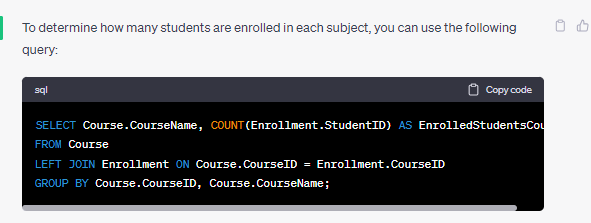 To determine how many students are enrolled in each subject, you can use the following
query:
sql
Copy code
SELECT Course.CourseName, COUNT(Enrollment.StudentID) AS EnrolledStudentsCou
FROM Course
LEFT JOIN Enrollment ON Course.CourseID = Enrollment.CourseID
GROUP BY Course.CourseID, Course.CourseName;